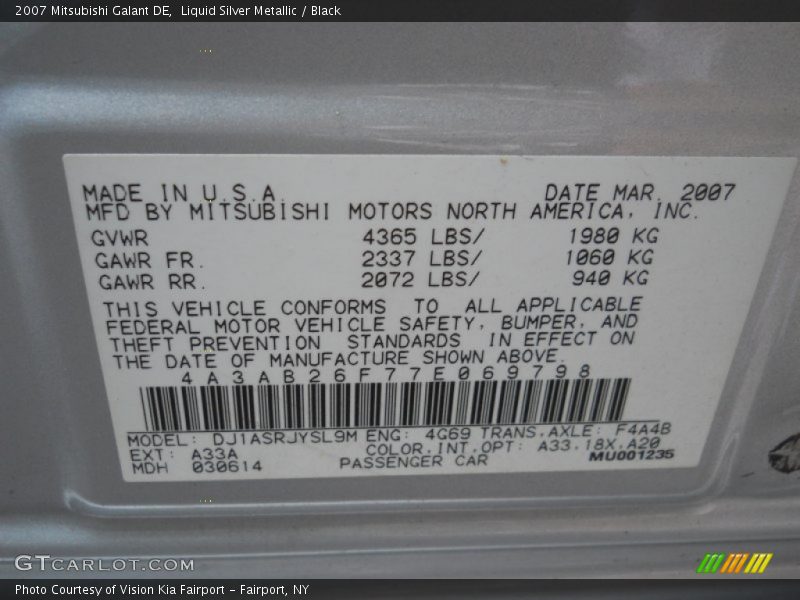 2007 Mitsubishi Galant DE,  Liquid Silver Metallic / Black
MADE IN U.S.A. DATE MAR. 2007
MFD BY MITSUBISHI MOTORS NORTH AMERICA, INC.
GVWR 4365 LBS/ 1980 KG
GAWR FR. 2337 LBS/ 1060 KG
GAWR RR. 2072 LBS/ 940 KG
THIS VEHICLE CONFORMS TO ALL APPLICABLE
FEDERAL MOTOR VEHICLE SAFETY, BUMPER, AND
THEFT PREVENTION STANDARDS IN EFFECT ON
THE DATE OF MANUFACTURE SHOWN ABOVE.
4A3AB26F77E069798
MODEL: DJ1ASRJYSL9M ENG: 4G69 TRANS.AXLE: F4A4B
EXT: A33A COLOR.INT.OPT: A33.18X.A20
MDH 030614 PASSENGER CAR MU001235
GTCARLOT.COM
Photo Courtesy of Vision Kia Fairport - Fairport, NY